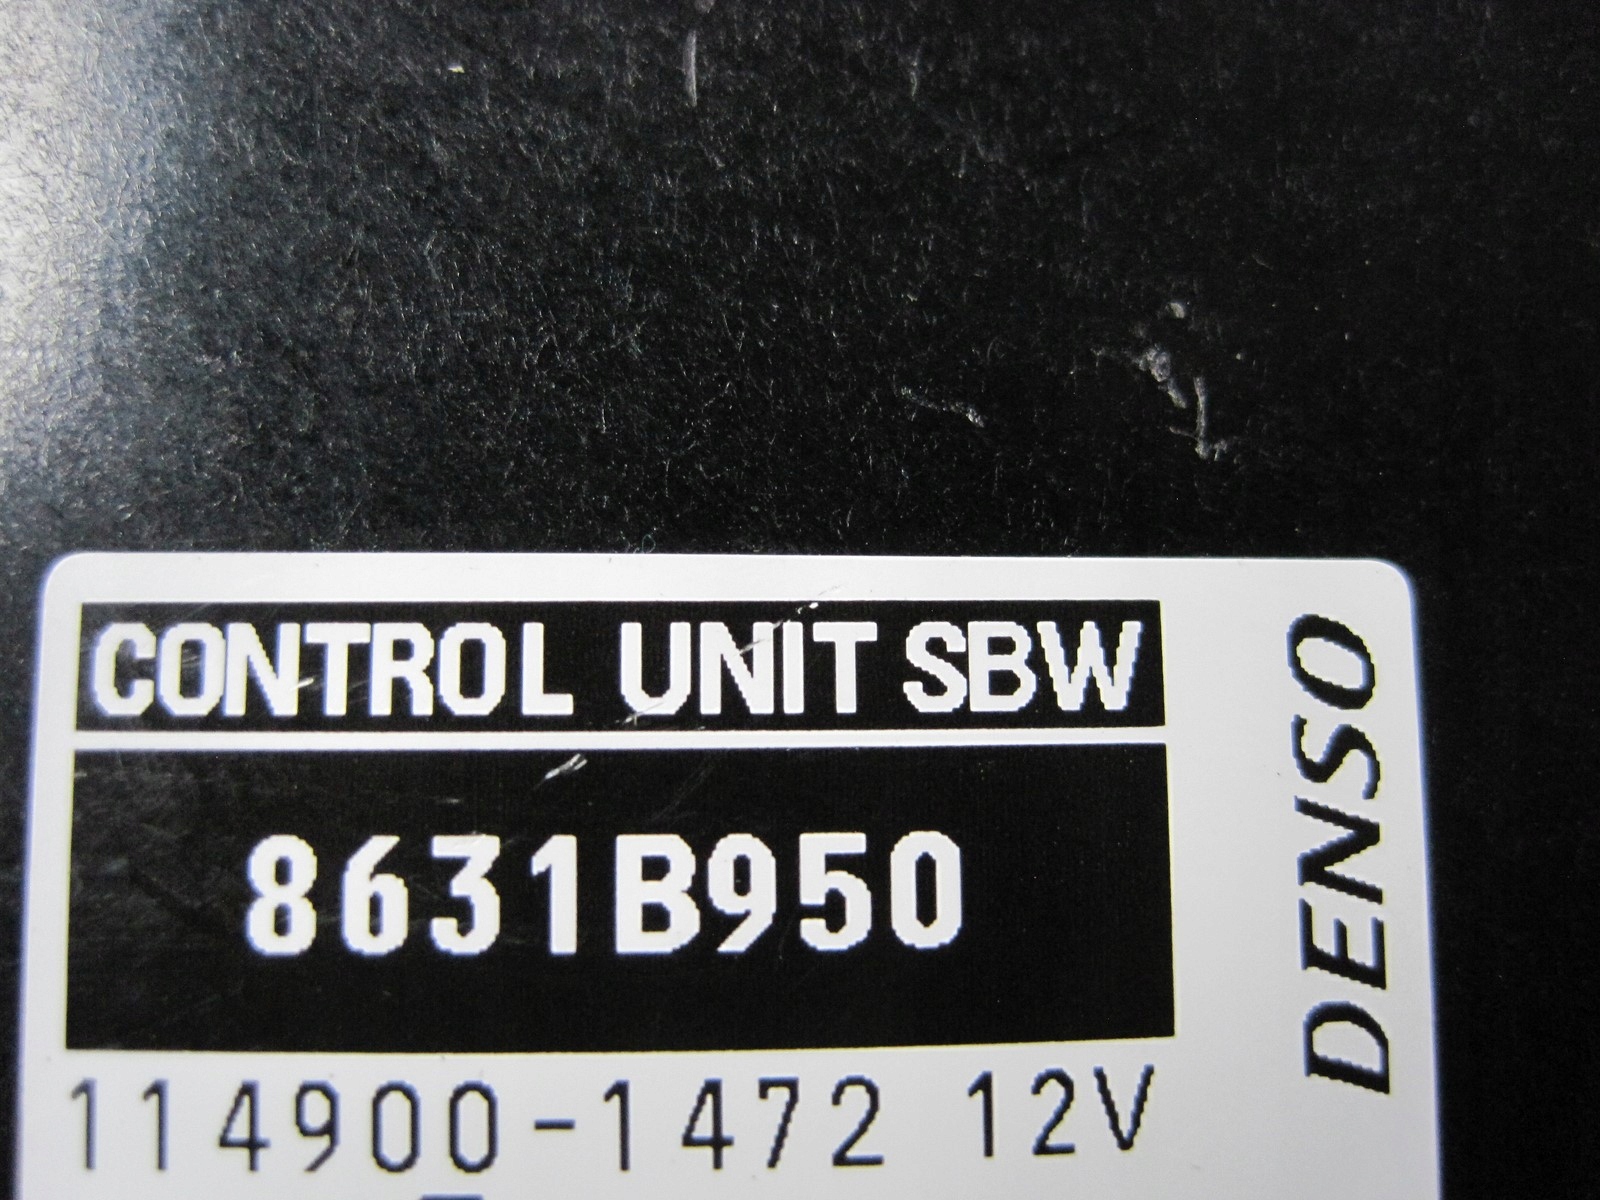 CONTROL UNIT SBW
8631B950
114900-1472 12V
DENSO